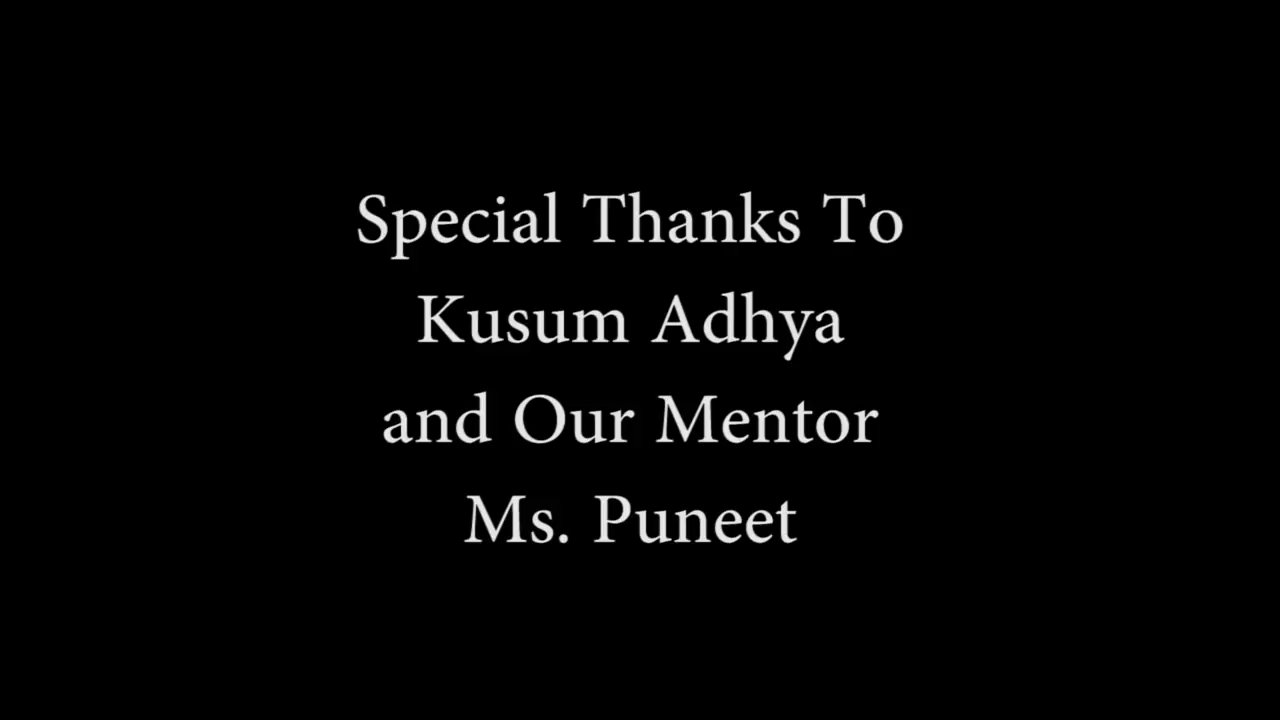 Special Thanks To
Kusum Adhya
and Our Mentor
Ms. Puneet